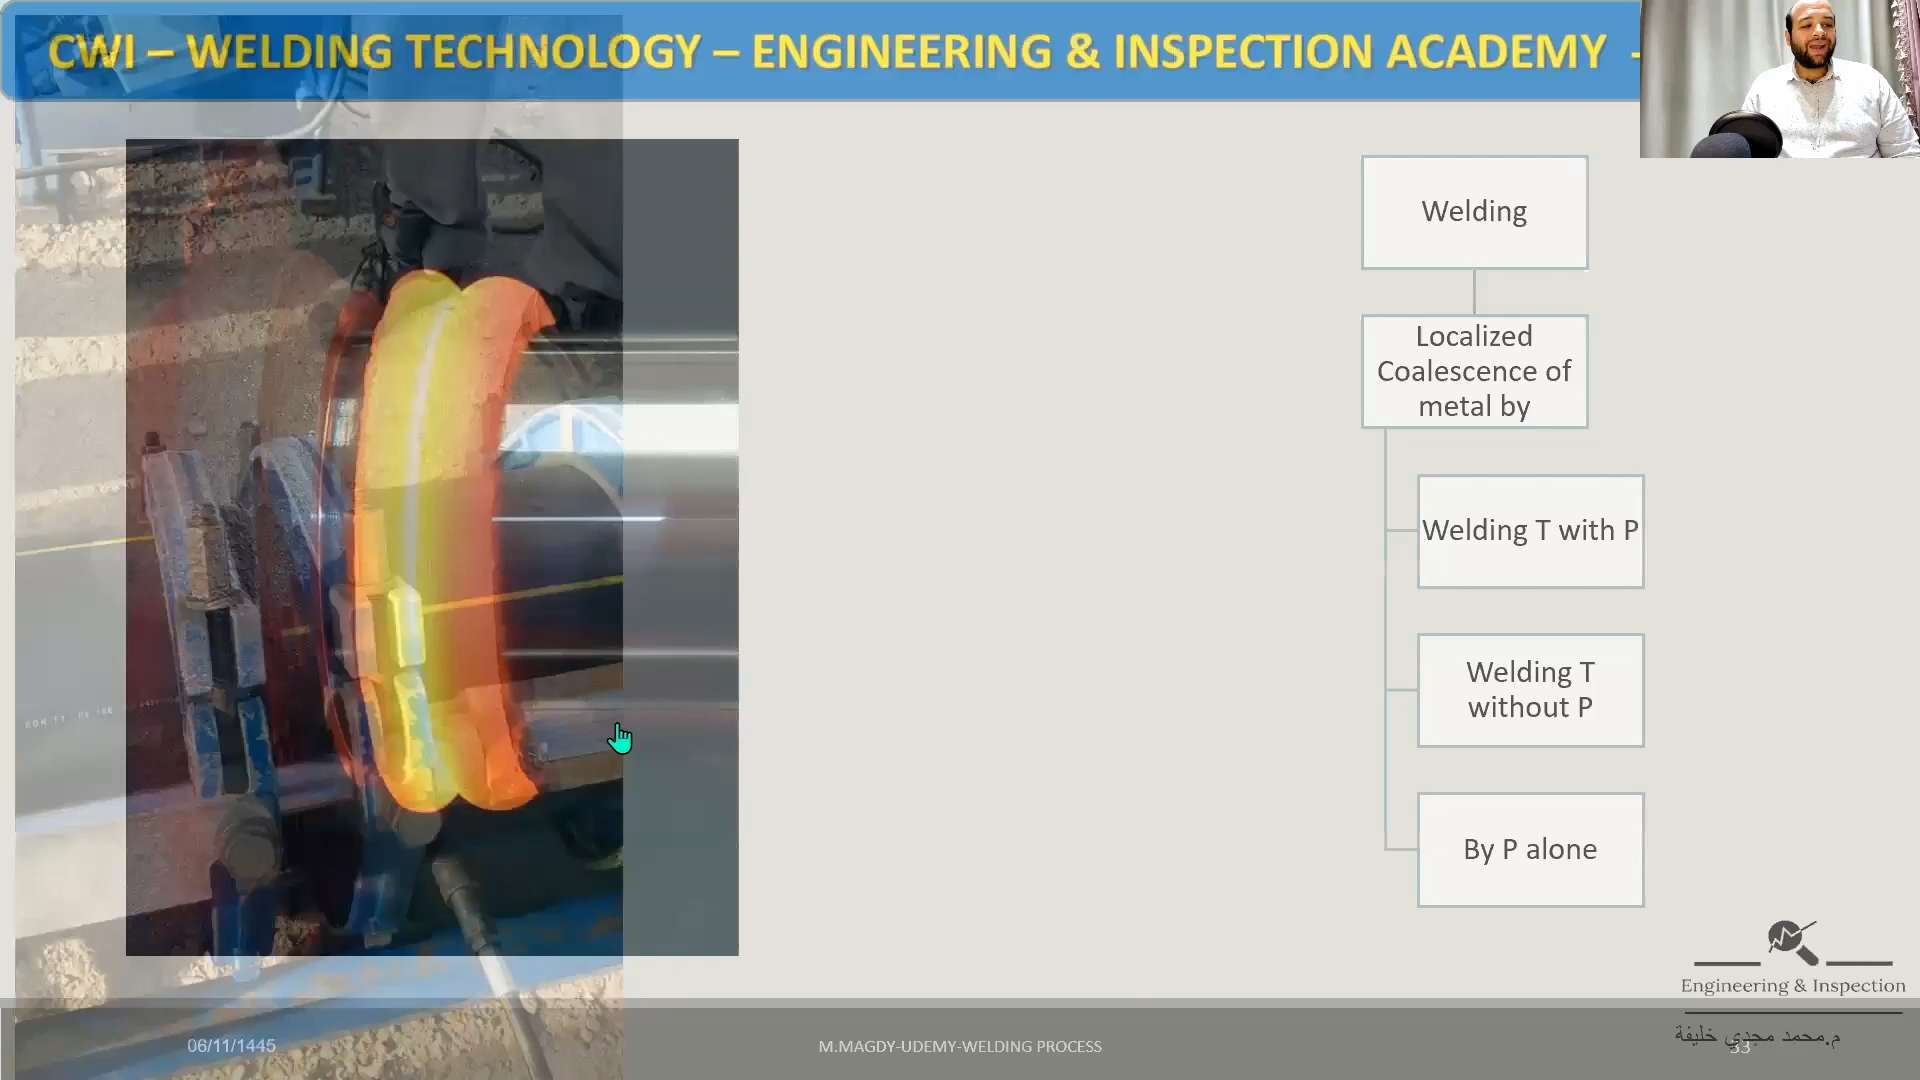 CWI – WELDING TECHNOLOGY – ENGINEERING & INSPECTION ACADEMY -
Welding
Localized
Coalescence of
metal by
Welding T with P
Welding T
without P
By P alone
Engineering & Inspection
م.محمد مجدي خليفة
06/11/1445
M.MAGDY-UDEMY-WELDING PROCESS
33